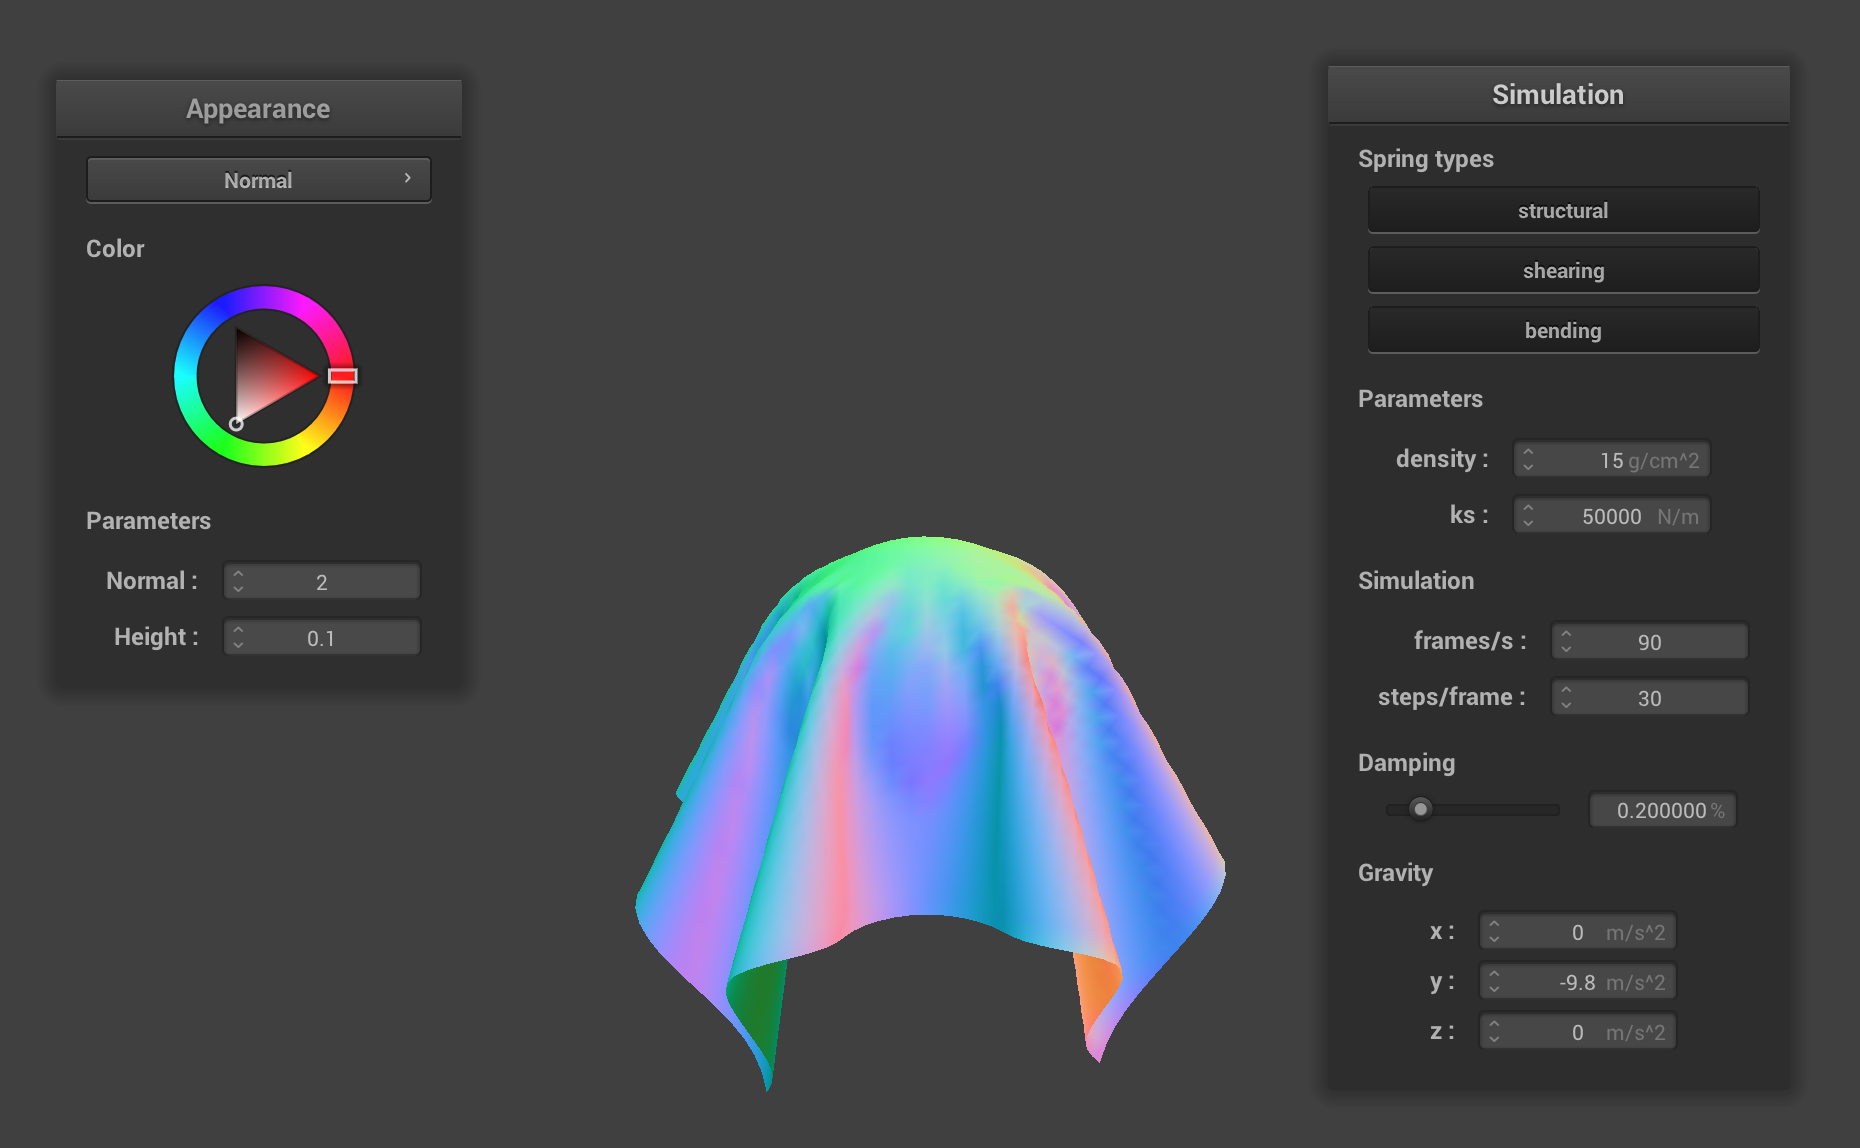 Appearance
Normal
Color
Parameters
Normal : 2
Height : 0.1
Simulation
Spring types
structural
shearing
bending
Parameters
density : 15 g/cm^2
ks : 50000 N/m
Simulation
frames/s : 90
steps/frame : 30
Damping
0.200000 %
Gravity
x : 0 m/s^2
y : -9.8 m/s^2
z : 0 m/s^2